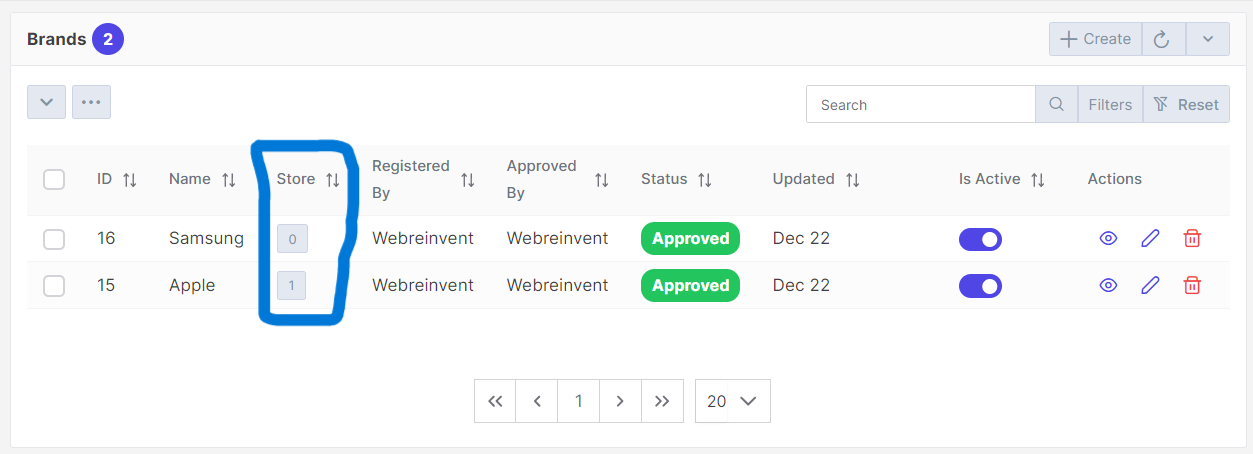 Brands 2
Create
Search
Filters
Reset
ID Name Store Registered By Approved By Status Updated Is Active Actions
16 Samsung 0 Webreinvent Webreinvent Approved Dec 22
15 Apple 1 Webreinvent Webreinvent Approved Dec 22
1
20